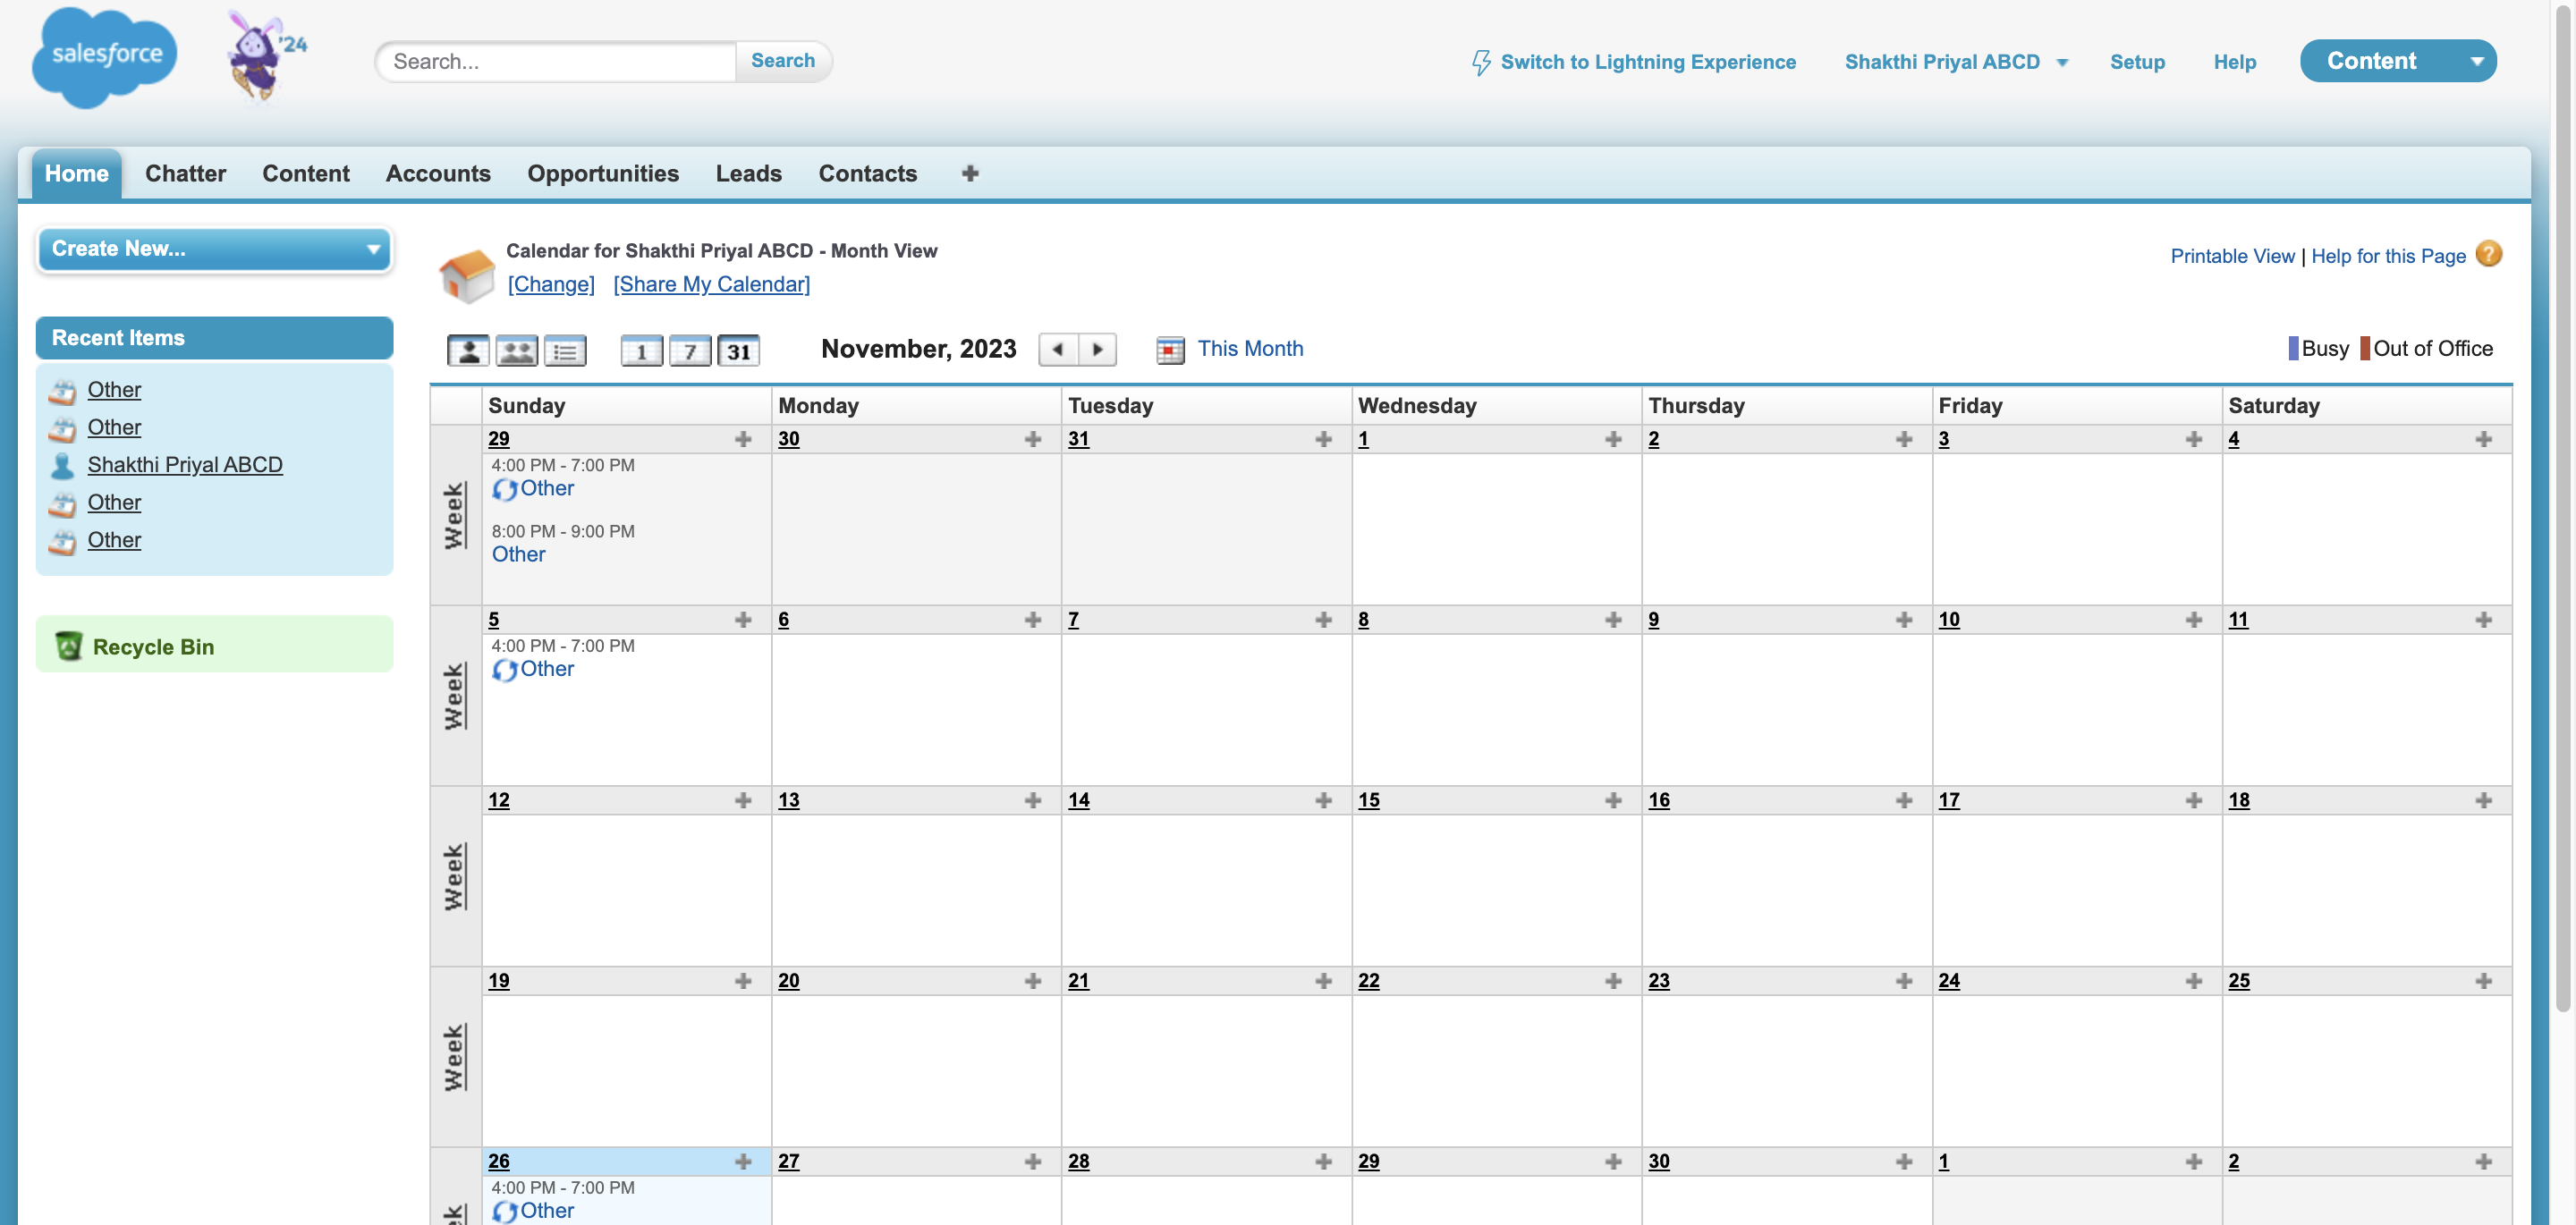 salesforce
'24
Search...
Search
Switch to Lightning Experience
Shakthi Priyal ABCD
Setup
Help
Content
Home
Chatter
Content
Accounts
Opportunities
Leads
Contacts
Create New...
Recent Items
Other
Other
Shakthi Priyal ABCD
Other
Other
Recycle Bin
Calendar for Shakthi Priyal ABCD - Month View
[Change] [Share My Calendar]
Printable View | Help for this Page ?
1 7 31
November, 2023
This Month
Busy Out of Office
Sunday Monday Tuesday Wednesday Thursday Friday Saturday
Week
29 30 31 1 2 3 4
4:00 PM - 7:00 PM
Other
8:00 PM - 9:00 PM
Other
Week
5 6 7 8 9 10 11
4:00 PM - 7:00 PM
Other
Week
12 13 14 15 16 17 18
Week
19 20 21 22 23 24 25
26 27 28 29 30 1 2
4:00 PM - 7:00 PM
Other